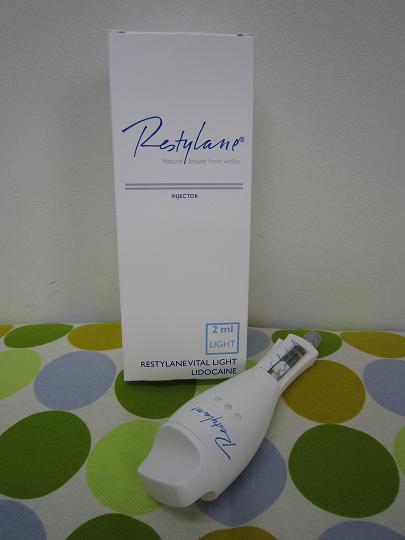 Restylane®
Natural beauty from within
INJECTOR
2 ml
LIGHT
RESTYLANE VITAL LIGHT
LIDOCAINE
Restylane